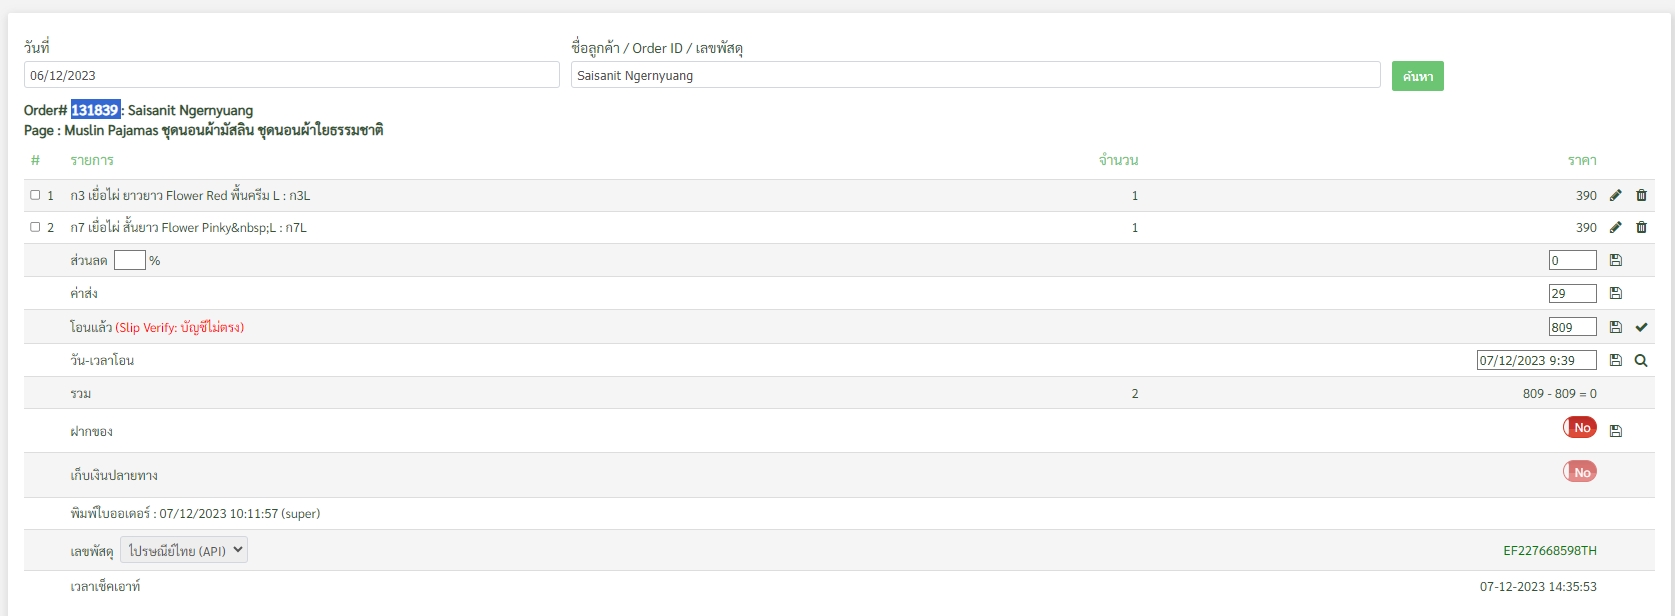 วันที่ ชื่อลูกค้า / Order ID / เลขพัสดุ
06/12/2023 Saisanit Ngernyuang ค้นหา
Order# 131839 : Saisanit Ngernyuang
Page : Muslin Pajamas ชุดนอนผ้ามัสลิน ชุดนอนผ้าใยธรรมชาติ
# รายการ จำนวน ราคา
1 ก3 เยื่อไผ่ ยาวยาว Flower Red พื้นครีม L : ก3L 1 390
2 ก7 เยื่อไผ่ สั้นยาว Flower Pinky&nbsp;L : ก7L 1 390
ส่วนลด % 0
ค่าส่ง 29
โอนแล้ว (Slip Verify: บัญชีไม่ตรง) 809
วัน-เวลาโอน 07/12/2023 9:39
รวม 2 809 - 809 = 0
ฝากของ No
เก็บเงินปลายทาง No
พิมพ์ใบออเดอร์ : 07/12/2023 10:11:57 (super)
เลขพัสดุ ไปรษณีย์ไทย (API) EF227668598TH
เวลาเช็คเอาท์ 07-12-2023 14:35:53